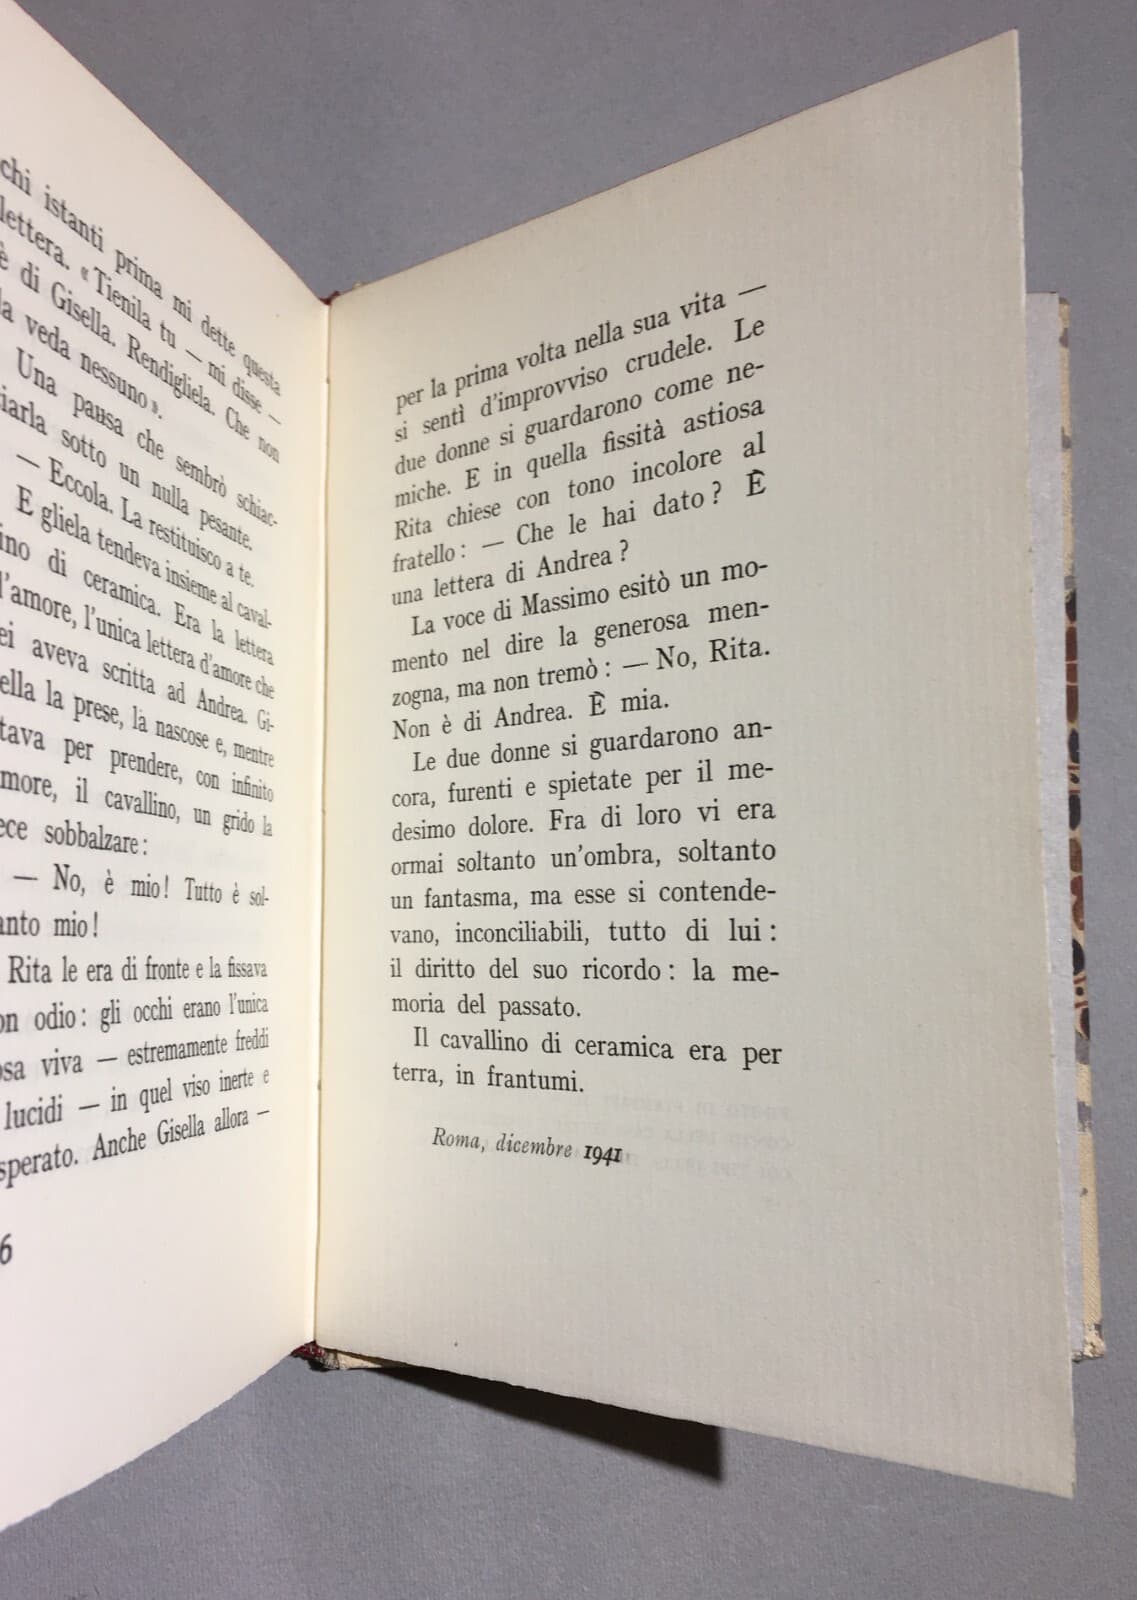 chi istanti prima mi dette questa
lettera. « Tienila tu — mi disse —
è di Gisella. Rendigliela. Che non
la veda nessuno ».
Una pausa che sembrò schiac-
iarla sotto un nulla pesante.
— Eccola. La restituisco a te.
E gliela tendeva insieme al caval-
ino di ceramica. Era la lettera
l'amore, l'unica lettera d'amore che
ei aveva scritta ad Andrea. Gi-
ella la prese, la nascose e, mentre
tava per prendere, con infinito
more, il cavallino, un grido la
ece sobbalzare:
— No, è mio! Tutto è sol-
anto mio!
Rita le era di fronte e la fissava
on odio: gli occhi erano l'unica
osa viva — estremamente freddi
lucidi — in quel viso inerte e
sperato. Anche Gisella allora —
6
per la prima volta nella sua vita —
si sentì d'improvviso crudele. Le
due donne si guardarono come ne-
miche. E in quella fissità astiosa
Rita chiese con tono incolore al
fratello: — Che le hai dato? È
una lettera di Andrea?
La voce di Massimo esitò un mo-
mento nel dire la generosa men-
zogna, ma non tremò: — No, Rita.
Non è di Andrea. È mia.
Le due donne si guardarono an-
cora, furenti e spietate per il me-
desimo dolore. Fra di loro vi era
ormai soltanto un'ombra, soltanto
un fantasma, ma esse si contende-
vano, inconciliabili, tutto di lui:
il diritto del suo ricordo: la me-
moria del passato.
Il cavallino di ceramica era per
terra, in frantumi.
Roma, dicembre 1941